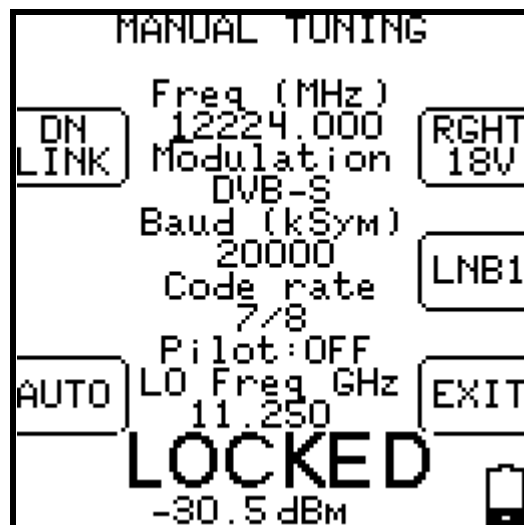 MANUAL TUNING
Freq (MHz)
12224.000
DN
LINK
RGHT
18V
Modulation
DVB-S
Baud (kSym)
20000
LNB1
Code rate
7/8
Pilot:OFF
AUTO
LO Freq GHz
11.250
EXIT
LOCKED
-30.5 dBm